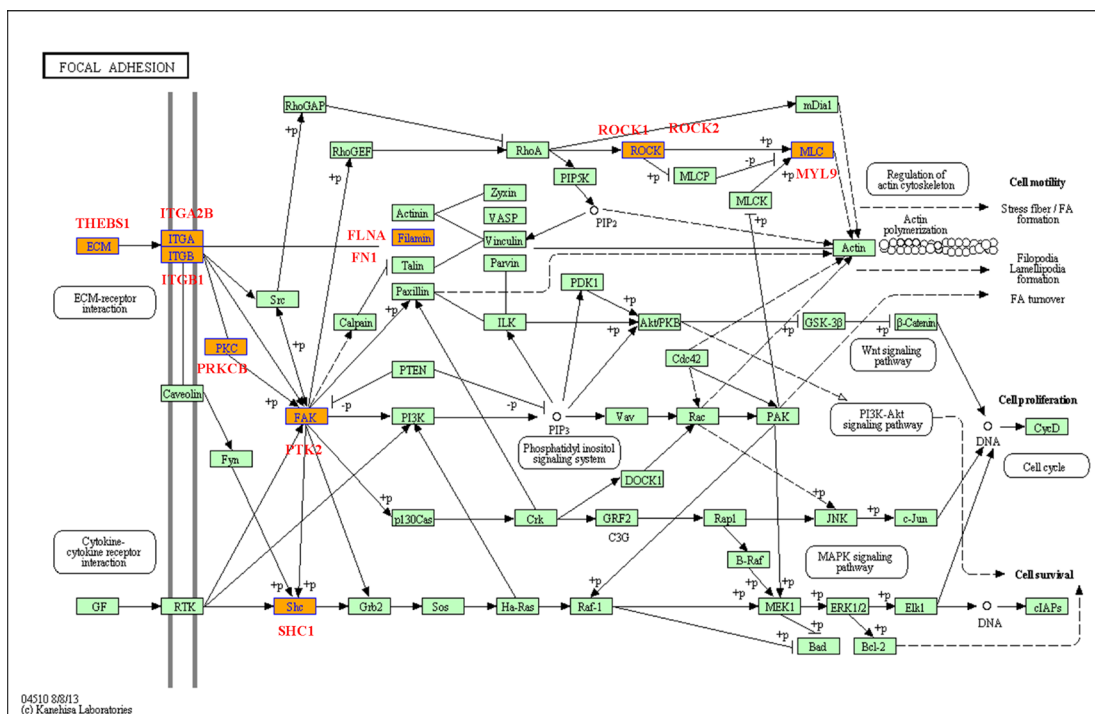 FOCAL ADHESION
RhoGAP
mDia1
+p
ROCK1 ROCK2
RhoGEF
RhoA
ROCK
+p
MLC
+p
+p
MLCP
-p
+p
MYL9
Regulation of
actin cytoskeleton
Cell motility
PIP5K
MLCK
Stress fiber / FA
formation
THEBS1
ITGA2B
Actinin
Zyxin
VASP
PIP2
+p
Actin
polymerization
ECM
ITGA
ITGB
FLNA
Filamin
Vinculin
Actin
FN1
ITGB1
Talin
Parvin
Filopodia
Lamellipodia
formation
ECM-receptor
interaction
Src
Paxillin
PDK1
FA turnover
Calpain
+p
ILK
+p
+p
Akt/PKB
GSK-3β
+p
β-Catenin
+p
PKC
PRKCB
Cdc42
Wnt signaling
pathway
Caveolin
+p
PTEN
FAK
-p
PI3K
-p
PIP3
Vav
Rac
PAK
PI3K-Akt
signaling pathway
Cell proliferation
DNA
CycD
PTK2
Fyn
Phosphatidyl inositol
signaling system
Cell cycle
DOCK1
+p
p130Cas
Crk
GRF2
C3G
Rap1
JNK
+p
c-Jun
Cytokine-
cytokine receptor
interaction
B-Raf
MAPK signaling
pathway
+p
+p
+p
+p
+p
Cell survival
GF
RTK
Shc
Grb2
Sos
Ha-Ras
Raf-1
+p
MEK1
+p
ERK1/2
+p
Elk1
DNA
cIAPs
SHC1
+p
+p
Bad
+p
Bcl-2
04510 8/8/13
(c) Kanehisa Laboratories